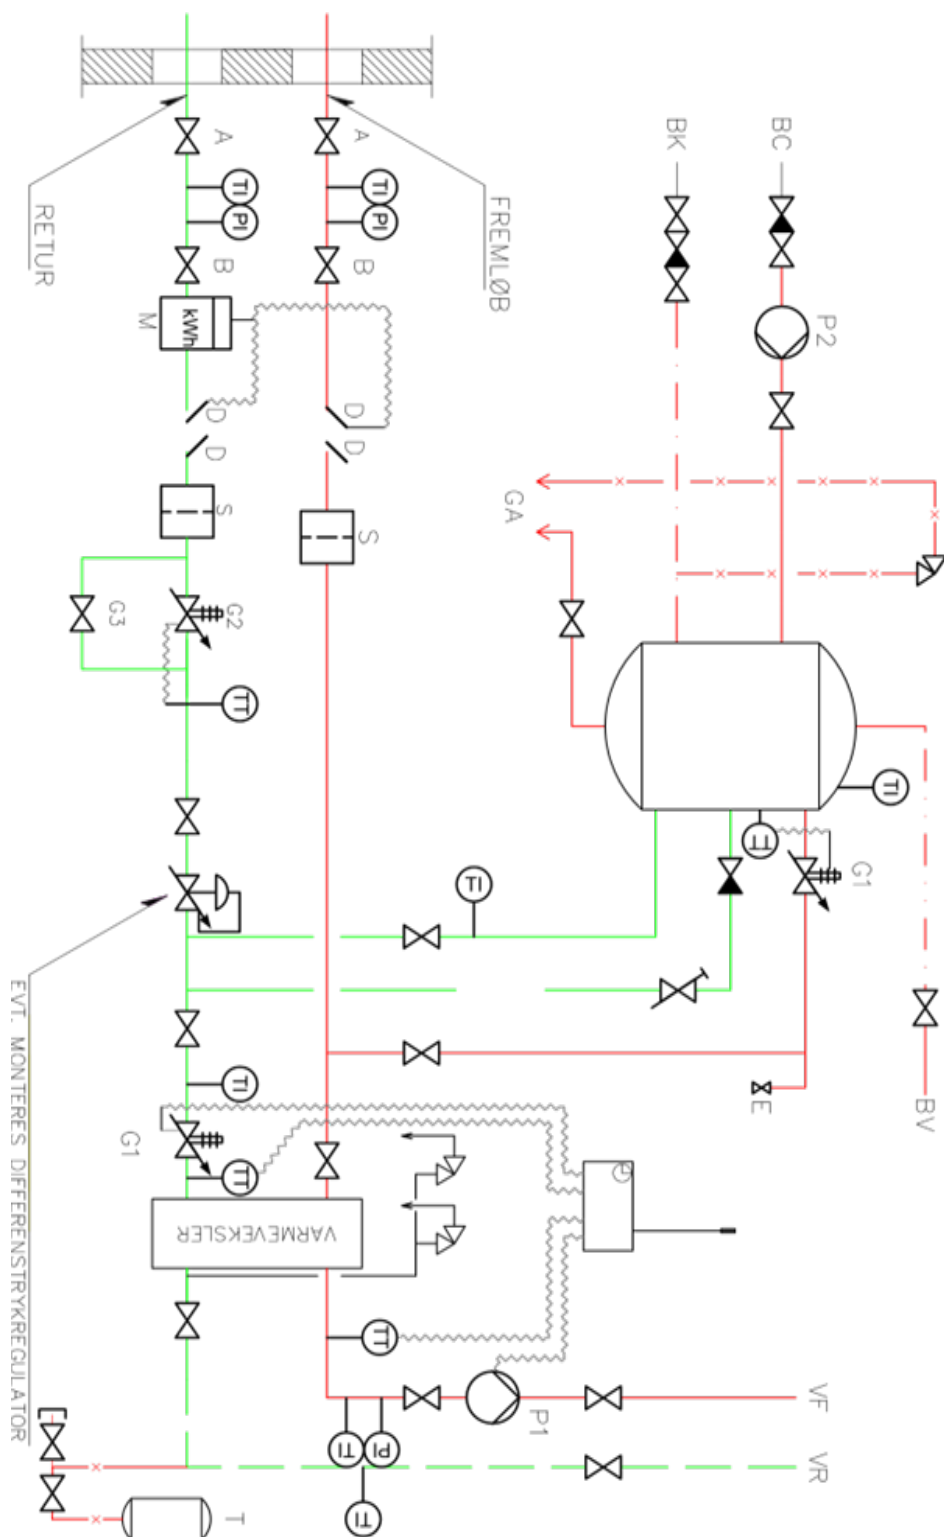 RETUR
FREMLØB
A
A
TI
PI
TI
PI
B
B
M
kWh
D
D
D
D
S
S
G3
G2
TT
BK
BC
P2
GA
TI
TT
G1
TI
E
BV
EVT. MONTERES DIFFERENSTRYKREGULATOR
TI
G1
TT
VARMEVEKSLER
TT
P1
TI
PI
TI
VF
VR
T